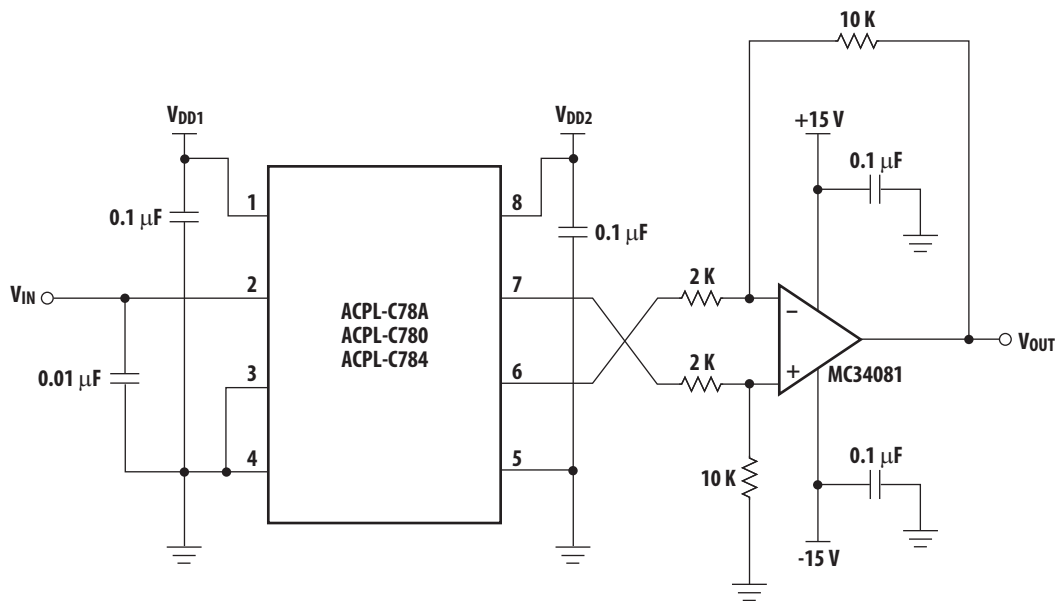 10 K
VDD1
VDD2
+15 V
0.1 µF
1
8
0.1 µF
0.1 µF
2 K
VIN
2
7
ACPL-C78A
ACPL-C780
ACPL-C784
−
VOUT
0.01 µF
3
6
2 K
+
MC34081
4
5
10 K
0.1 µF
-15 V